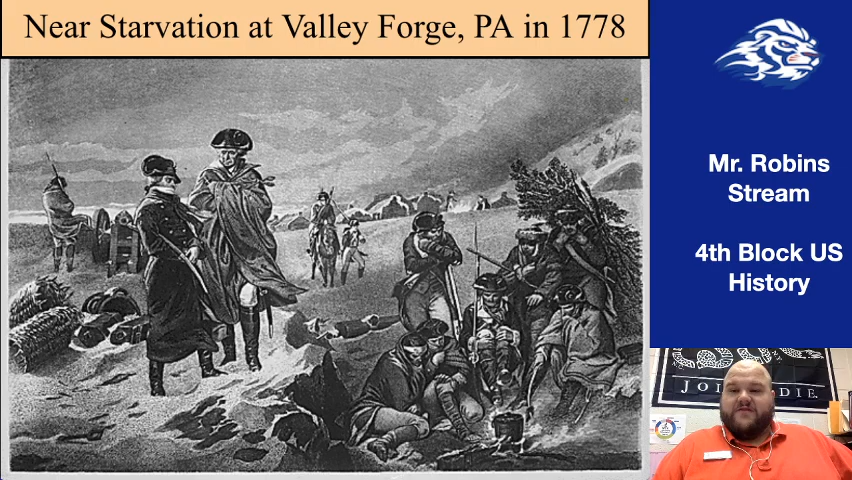 Near Starvation at Valley Forge, PA in 1778
Mr. Robins
Stream
4th Block US
History
JOIN
DIE.